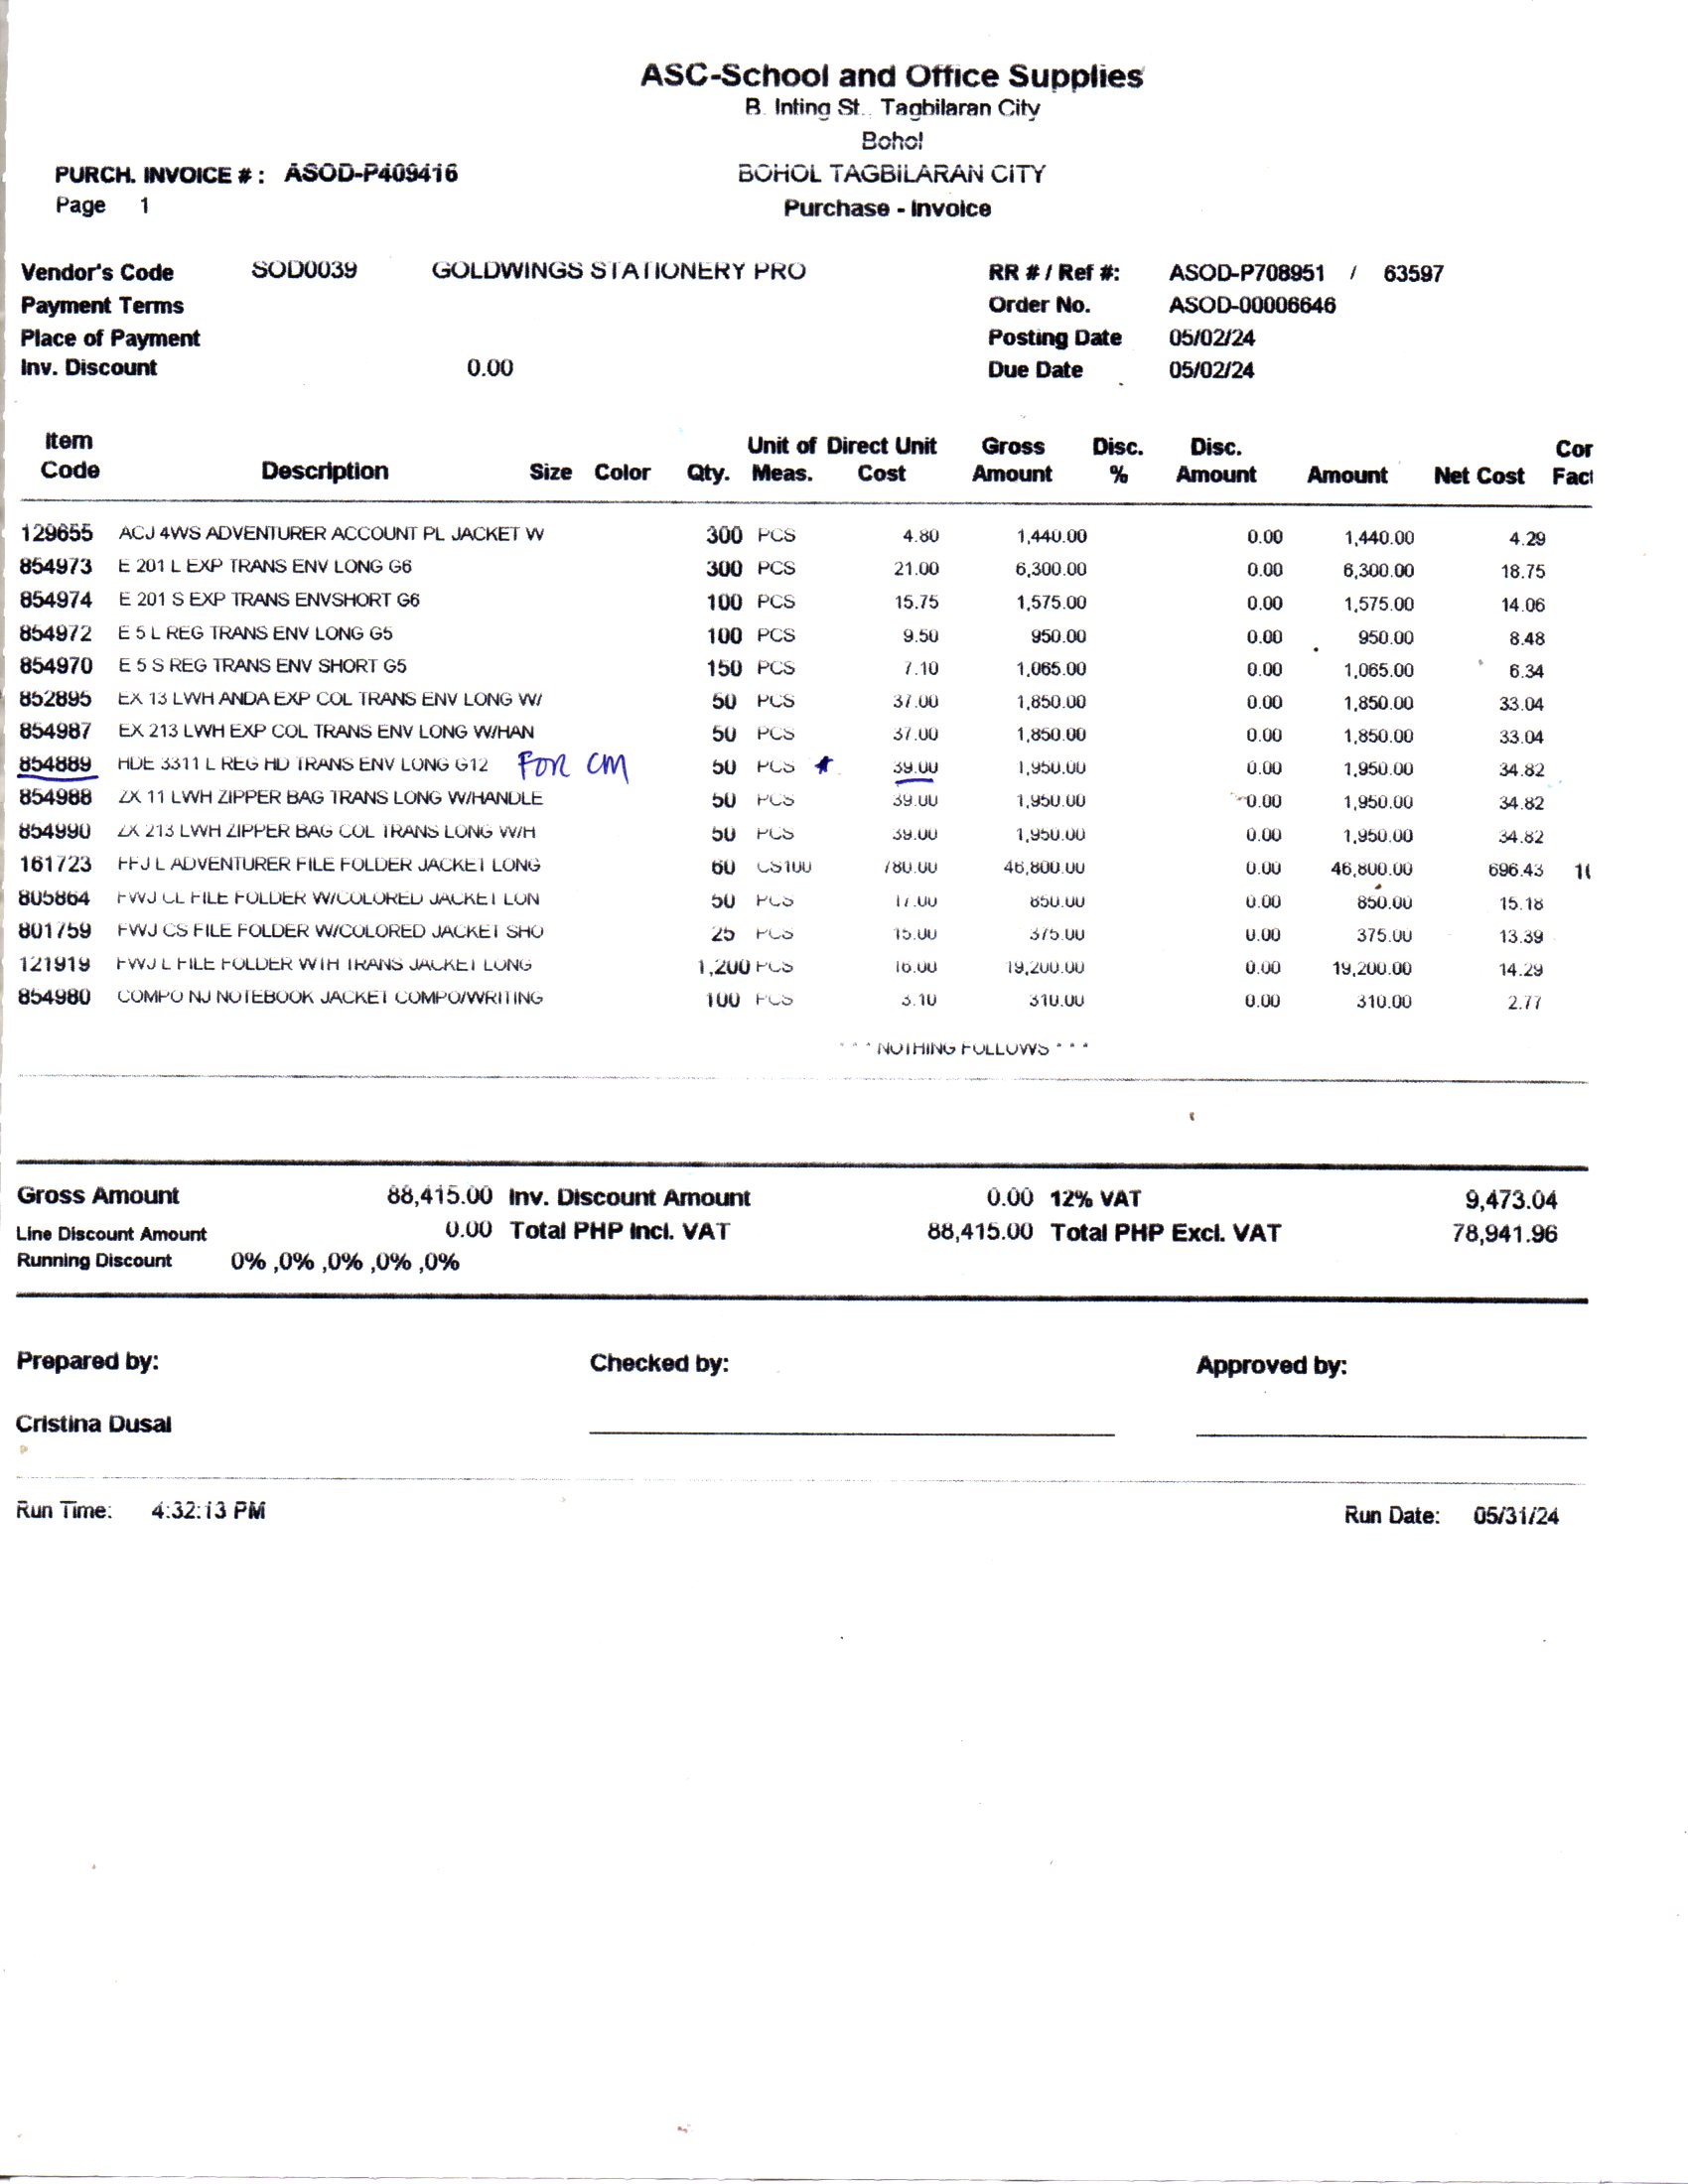 ASC-School and Office Supplies
B. Inting St., Tagbilaran City
Bohol
PURCH. INVOICE # : ASOD-P409416 BOHOL TAGBILARAN CITY
Page 1 Purchase - Invoice
Vendor's Code SOD0039 GOLDWINGS STATIONERY PRO RR # / Ref #: ASOD-P708951 / 63597
Payment Terms Order No. ASOD-00006646
Place of Payment Posting Date 05/02/24
Inv. Discount 0.00 Due Date 05/02/24
Item Unit of Direct Unit Gross Disc. Disc. Cor
Code Description Size Color Qty. Meas. Cost Amount % Amount Amount Net Cost Fact
129655 ACJ 4WS ADVENTURER ACCOUNT PL JACKET W 300 PCS 4.80 1,440.00 0.00 1,440.00 4.29
854973 E 201 L EXP TRANS ENV LONG G6 300 PCS 21.00 6,300.00 0.00 6,300.00 18.75
854974 E 201 S EXP TRANS ENVSHORT G6 100 PCS 15.75 1,575.00 0.00 1,575.00 14.06
854972 E 5 L REG TRANS ENV LONG G5 100 PCS 9.50 950.00 0.00 950.00 8.48
854970 E 5 S REG TRANS ENV SHORT G5 150 PCS 7.10 1,065.00 0.00 1,065.00 6.34
852895 EX 13 LWH ANDA EXP COL TRANS ENV LONG W/ 50 PCS 37.00 1,850.00 0.00 1,850.00 33.04
854987 EX 213 LWH EXP COL TRANS ENV LONG W/HAN 50 PCS 37.00 1,850.00 0.00 1,850.00 33.04
854889 HDE 3311 L REG HD TRANS ENV LONG G12 FOR CM 50 PCS * 39.00 1,950.00 0.00 1,950.00 34.82
854988 ZX 11 LWH ZIPPER BAG TRANS LONG W/HANDLE 50 PCS 39.00 1,950.00 0.00 1,950.00 34.82
854990 ZX 213 LWH ZIPPER BAG COL TRANS LONG W/H 50 PCS 39.00 1,950.00 0.00 1,950.00 34.82
161723 FFJ L ADVENTURER FILE FOLDER JACKET LONG 60 CS100 780.00 46,800.00 0.00 46,800.00 696.43 10
805864 FWJ CL FILE FOLDER W/COLORED JACKET LON 50 PCS 17.00 850.00 0.00 850.00 15.18
801759 FWJ CS FILE FOLDER W/COLORED JACKET SHO 25 PCS 15.00 375.00 0.00 375.00 13.39
121919 FWJ L FILE FOLDER WTH TRANS JACKET LONG 1,200 PCS 16.00 19,200.00 0.00 19,200.00 14.29
854980 COMPO NJ NOTEBOOK JACKET COMPO/WRITING 100 PCS 3.10 310.00 0.00 310.00 2.77
* * * NOTHING FOLLOWS * * *
Gross Amount 88,415.00 Inv. Discount Amount 0.00 12% VAT 9,473.04
Line Discount Amount 0.00 Total PHP Incl. VAT 88,415.00 Total PHP Excl. VAT 78,941.96
Running Discount 0% ,0% ,0% ,0% ,0%
Prepared by: Checked by: Approved by:
Cristina Dusal
Run Time: 4:32:13 PM Run Date: 05/31/24